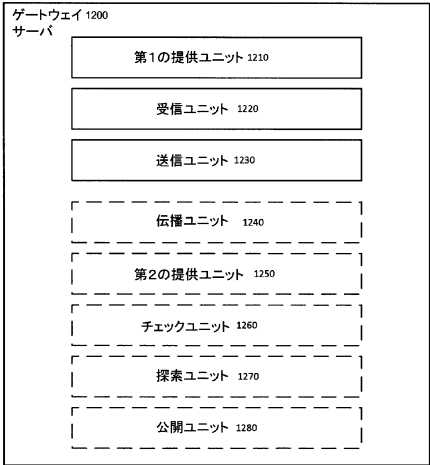 ゲートウェイ 1200
サーバ
第1の提供ユニット 1210
受信ユニット 1220
送信ユニット 1230
伝播ユニット 1240
第2の提供ユニット 1250
チェックユニット 1260
探索ユニット 1270
公開ユニット 1280